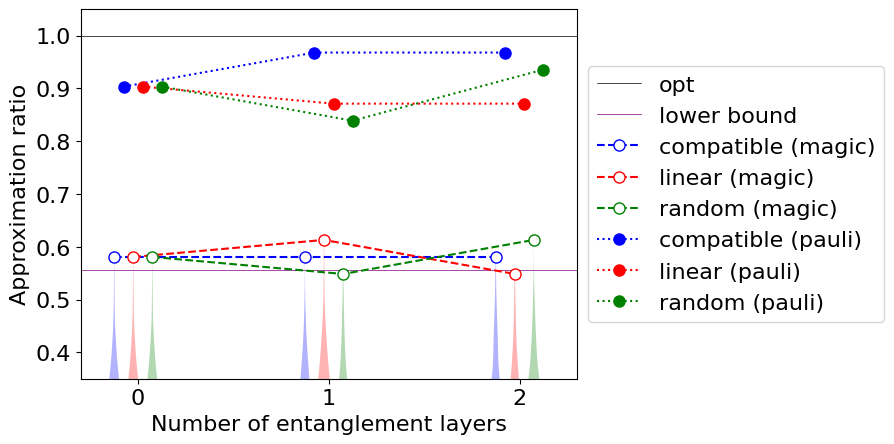 1.0
0.9
0.8
0.7
0.6
0.5
0.4
Approximation ratio
0 1 2
Number of entanglement layers
opt
lower bound
compatible (magic)
linear (magic)
random (magic)
compatible (pauli)
linear (pauli)
random (pauli)